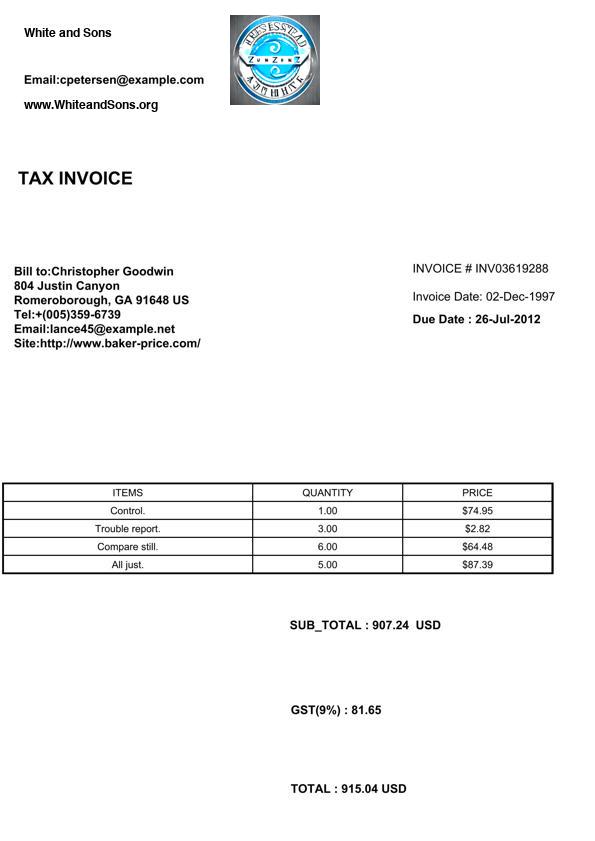 White and Sons
Email:cpetersen@example.com
www.WhiteandSons.org
TAX INVOICE
Bill to:Christopher Goodwin
804 Justin Canyon
Romeroborough, GA 91648 US
Tel:+(005)359-6739
Email:lance45@example.net
Site:http://www.baker-price.com/
INVOICE # INV03619288
Invoice Date: 02-Dec-1997
Due Date : 26-Jul-2012
ITEMS QUANTITY PRICE
Control. 1.00 $74.95
Trouble report. 3.00 $2.82
Compare still. 6.00 $64.48
All just. 5.00 $87.39
SUB_TOTAL : 907.24 USD
GST(9%) : 81.65
TOTAL : 915.04 USD